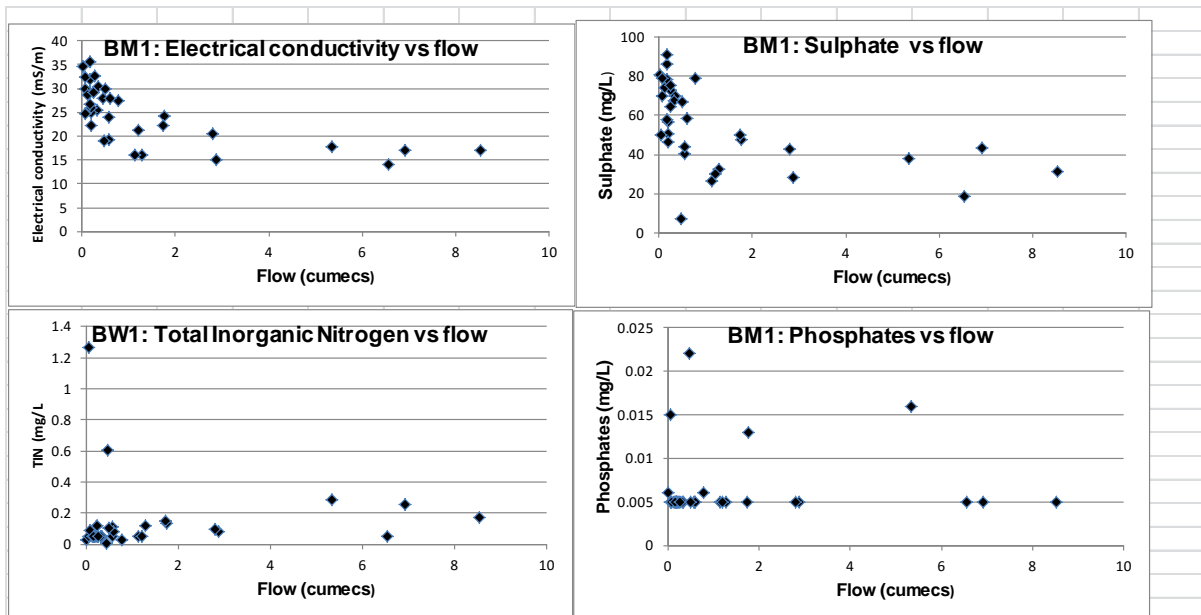 BM1: Electrical conductivity vs flow
Electrical conductivity (mS/m)
40
35
30
25
20
15
10
5
0
0 2 4 6 8 10
Flow (cumecs)
BM1: Sulphate vs flow
Sulphate (mg/L)
100
80
60
40
20
0
0 2 4 6 8 10
Flow (cumecs)
BW1: Total Inorganic Nitrogen vs flow
TIN (mg/L
1.4
1.2
1
0.8
0.6
0.4
0.2
0
0 2 4 6 8 10
Flow (cumecs)
BM1: Phosphates vs flow
Phosphates (mg/L)
0.025
0.02
0.015
0.01
0.005
0
0 2 4 6 8 10
Flow (cumecs)